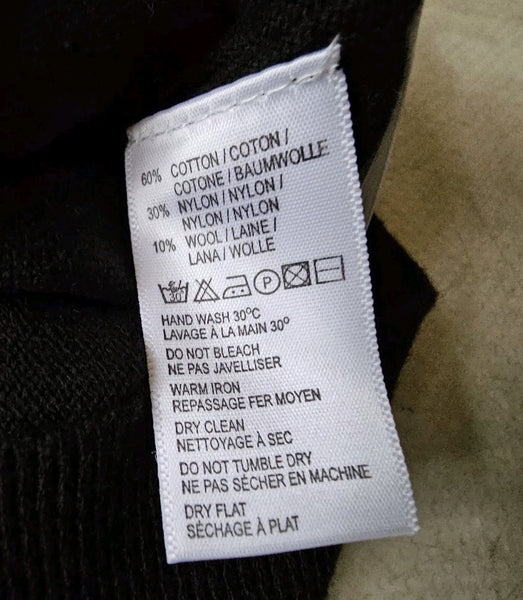 60% COTTON / COTON /
COTONE / BAUMWOLLE
30% NYLON / NYLON /
NYLON / NYLON
10% WOOL / LAINE /
LANA / WOLLE
30° P
HAND WASH 30ºC
LAVAGE À LA MAIN 30º
DO NOT BLEACH
NE PAS JAVELLISER
WARM IRON
REPASSAGE FER MOYEN
DRY CLEAN
NETTOYAGE À SEC
DO NOT TUMBLE DRY
NE PAS SÉCHER EN MACHINE
DRY FLAT
SÉCHAGE À PLAT